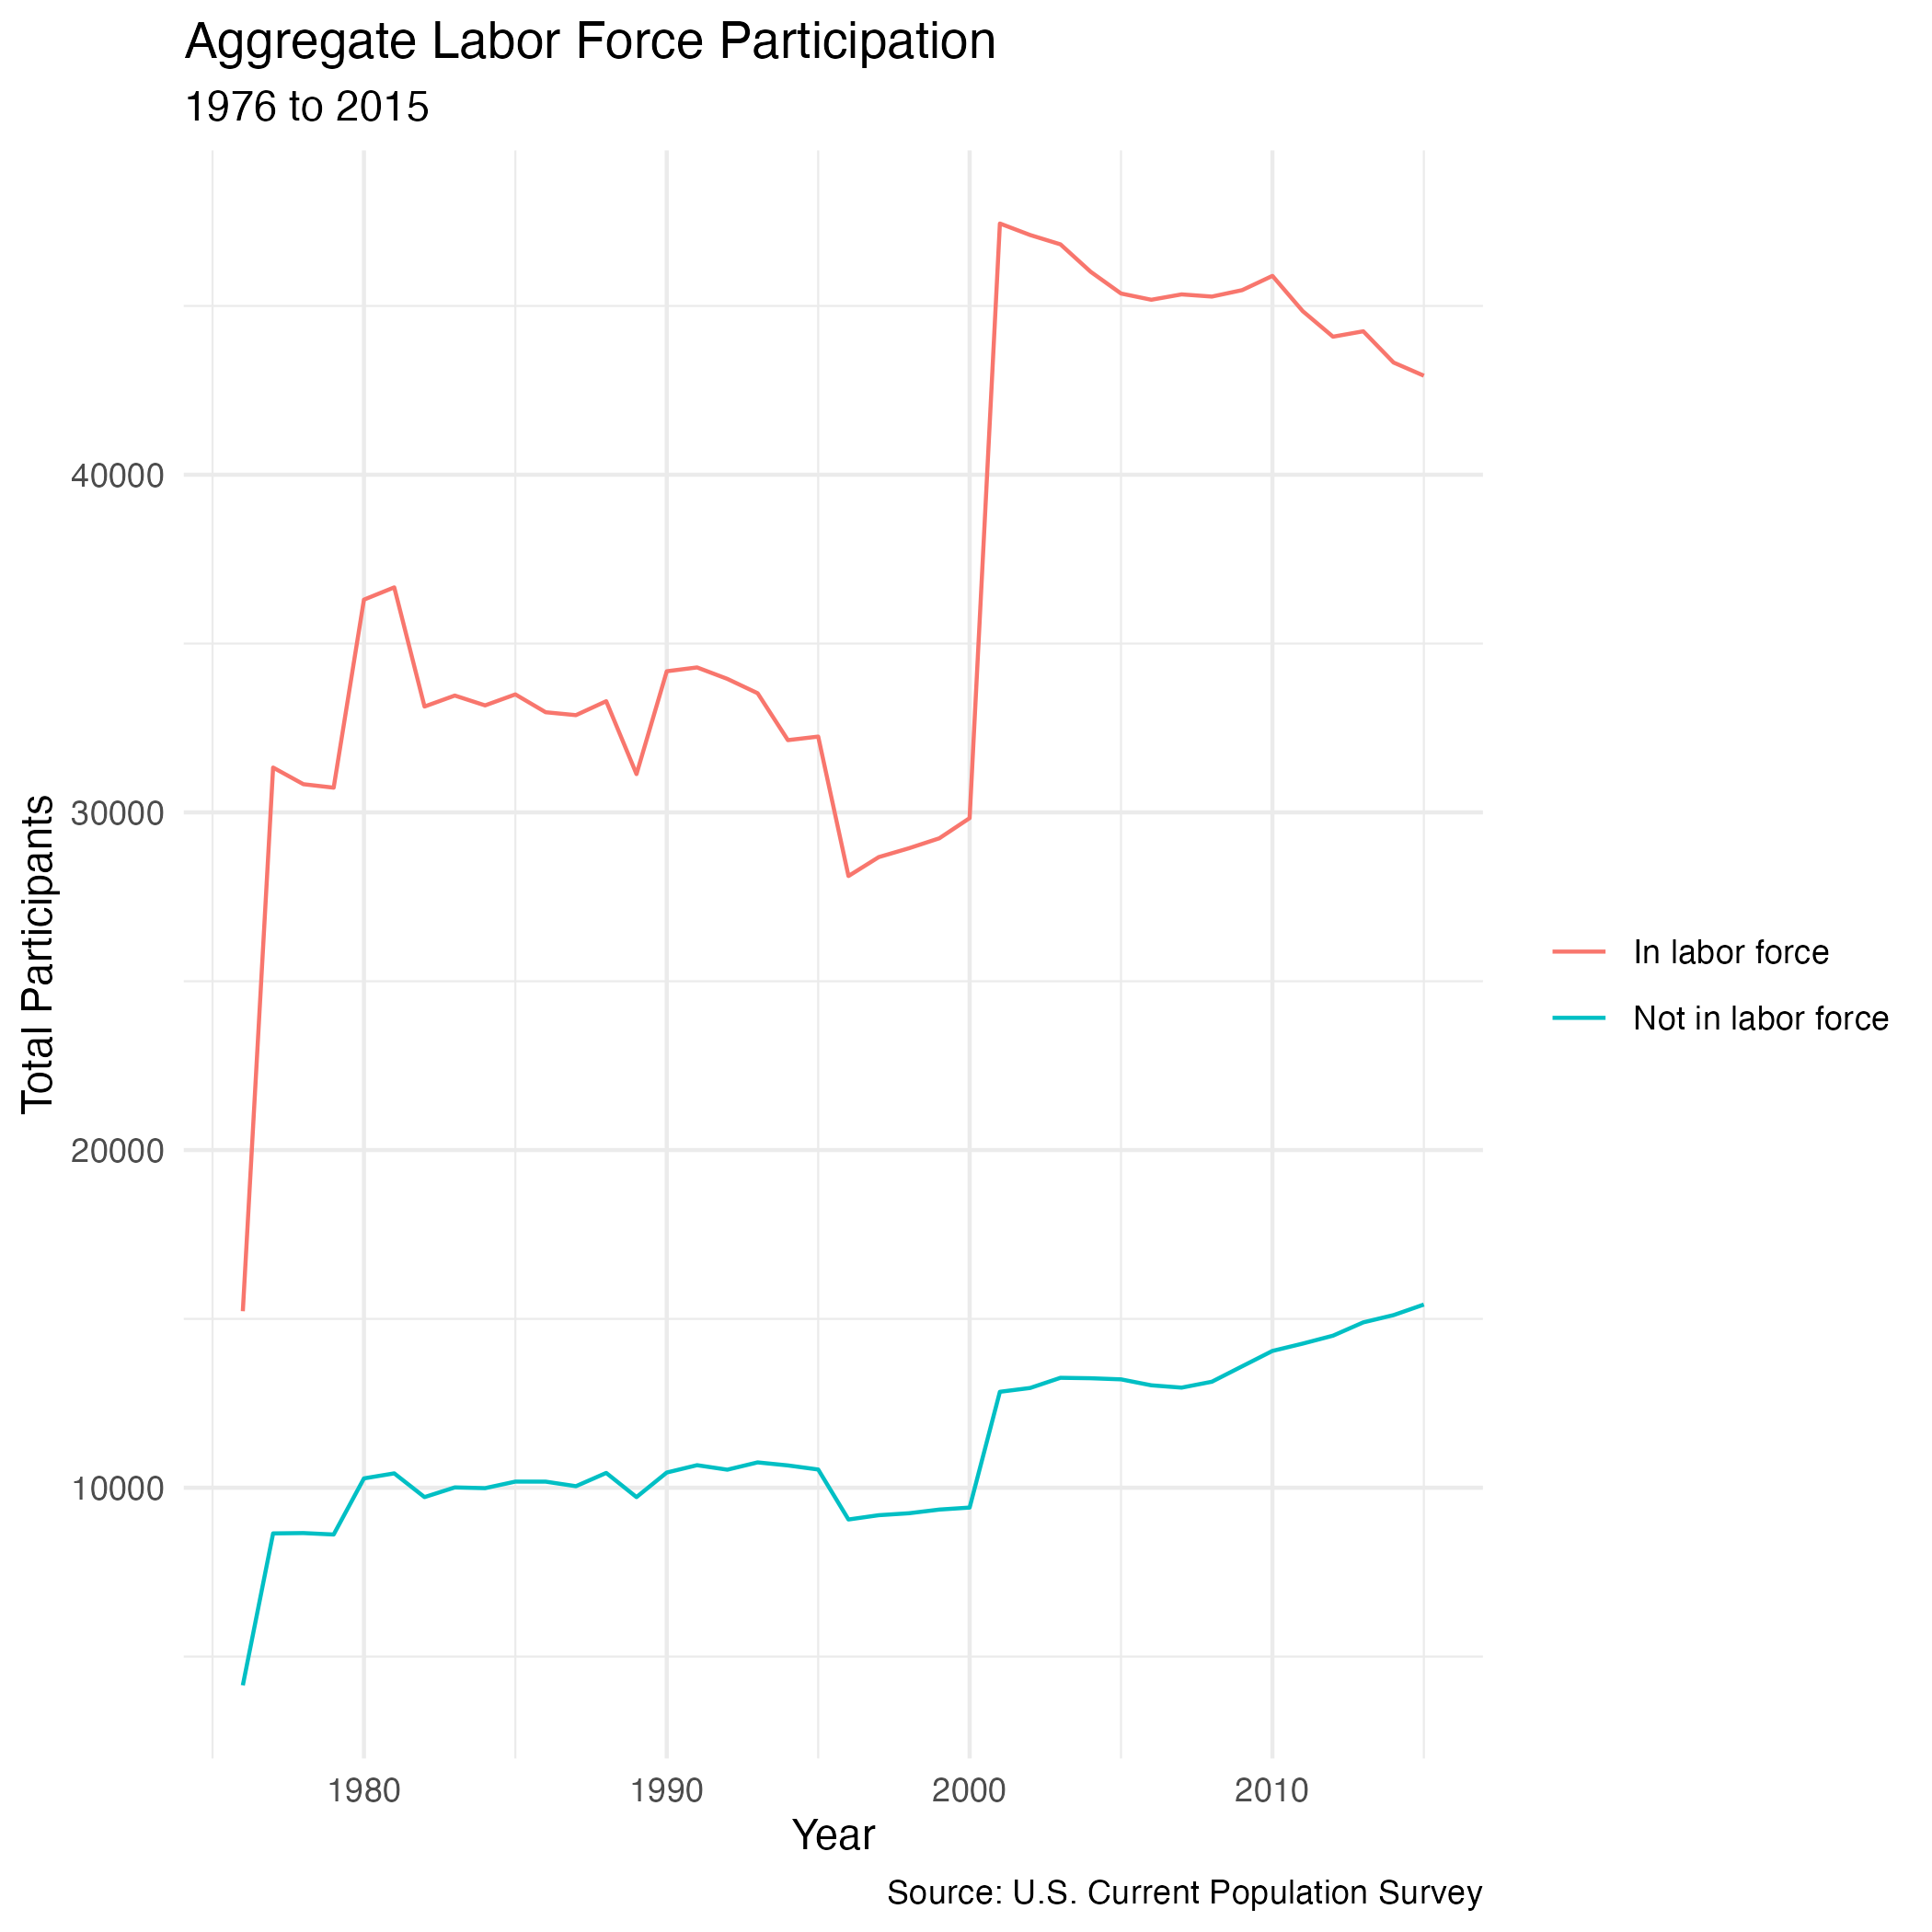 Aggregate Labor Force Participation
1976 to 2015
Total Participants
40000
30000
20000
10000
1980
1990
2000
2010
Year
In labor force
Not in labor force
Source: U.S. Current Population Survey